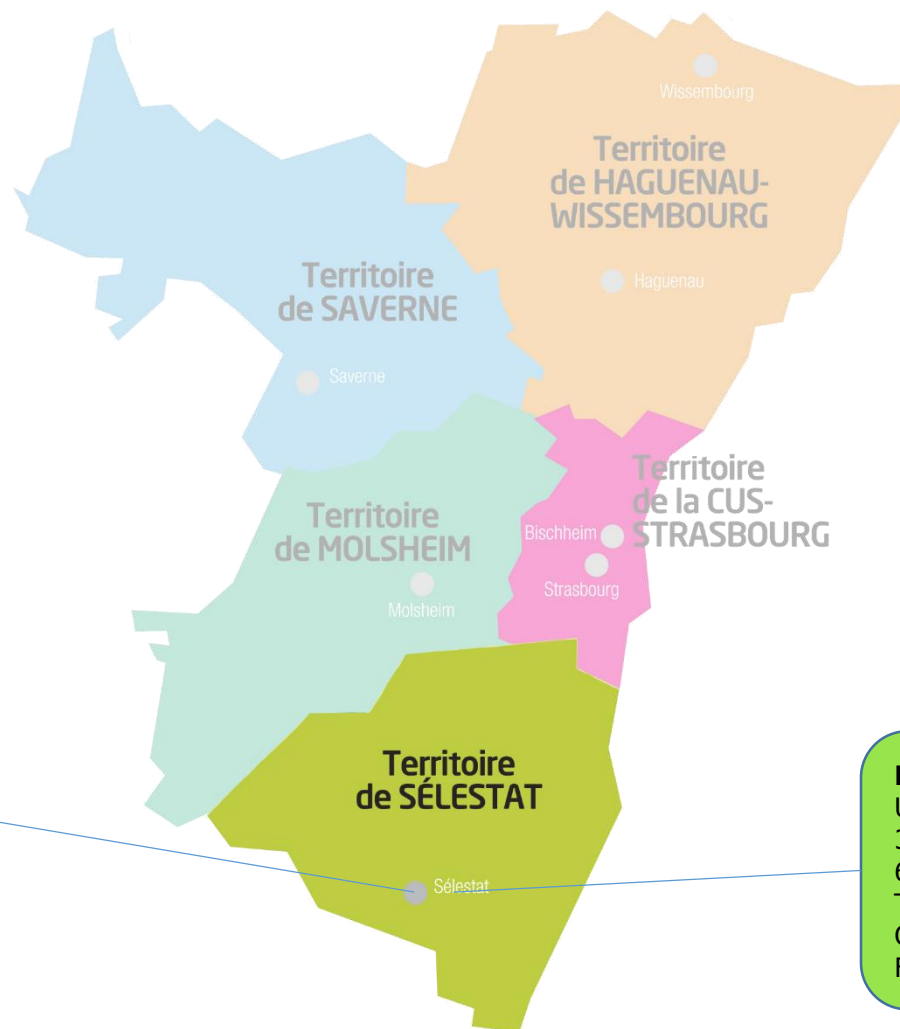 Wissembourg
Territoire
de HAGUENAU-
WISSEMBOURG
Haguenau
Territoire
de SAVERNE
Saverne
Territoire
de la CUS-
STRASBOURG
Territoire
de MOLSHEIM
Bischheim
Strasbourg
Molsheim
Territoire
de SÉLESTAT
Sélestat